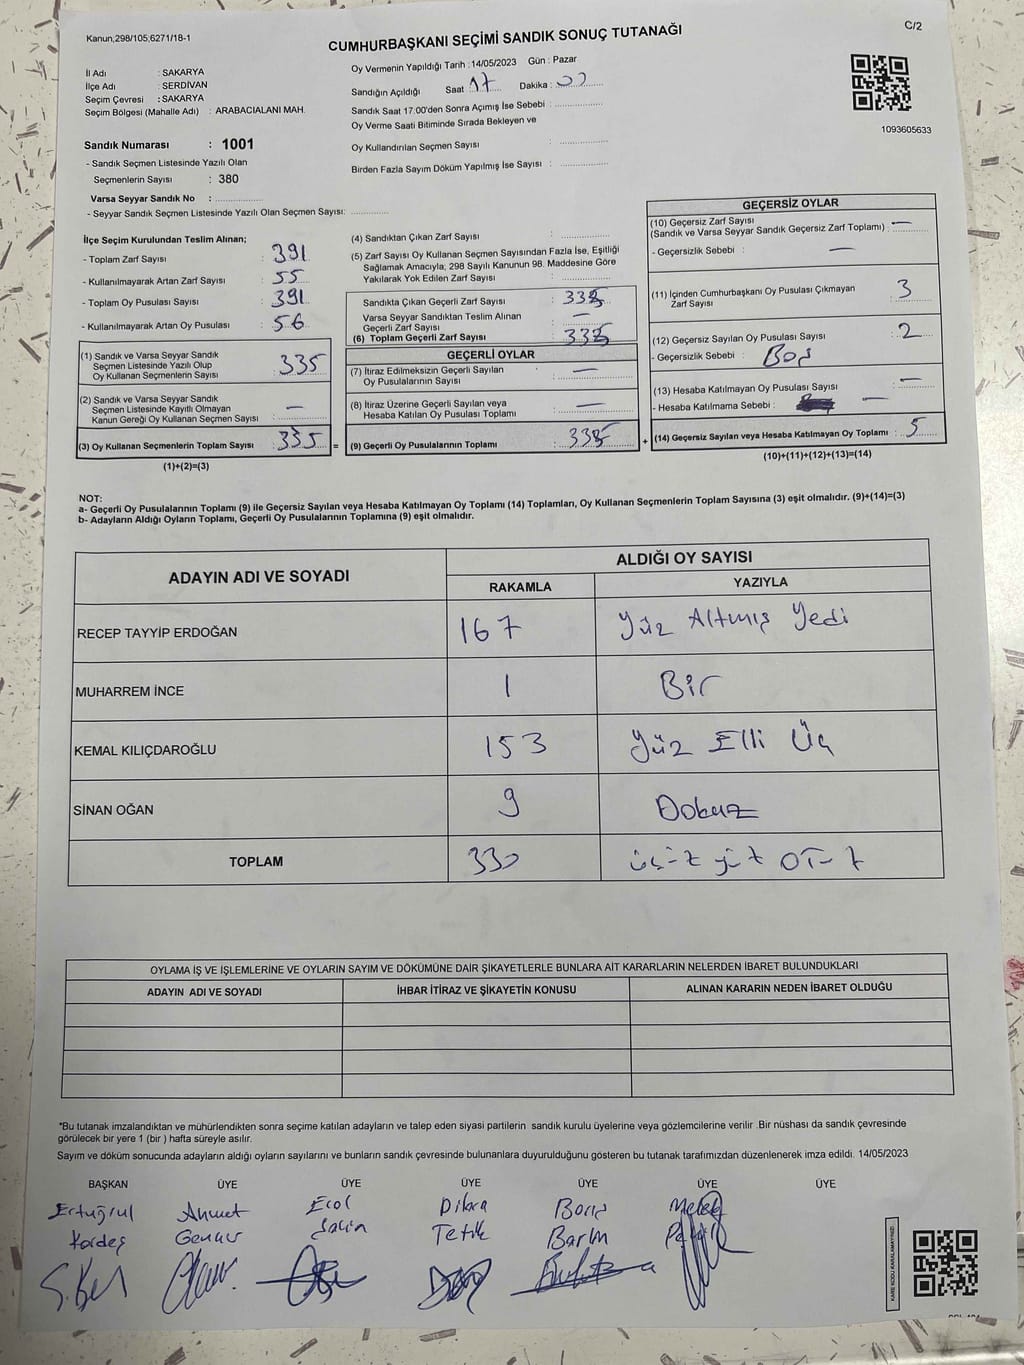 Kanun,298/105,6271/18-1
C/2
CUMHURBAŞKANI SEÇİMİ SANDIK SONUÇ TUTANAĞI
İl Adı : SAKARYA
İlçe Adı : SERDİVAN
Seçim Çevresi : SAKARYA
Seçim Bölgesi (Mahalle Adı) : ARABACIALANI MAH.
Sandık Numarası : 1001
- Sandık Seçmen Listesinde Yazılı Olan
Seçmenlerin Sayısı : 380
Varsa Seyyar Sandık No :
- Seyyar Sandık Seçmen Listesinde Yazılı Olan Seçmen Sayısı:
Oy Vermenin Yapıldığı Tarih :14/05/2023 Gün : Pazar
Sandığın Açıldığı Saat 17 Dakika :
Sandık Saat 17:00'den Sonra Açımış İse Sebebi :
Oy Verme Saati Bitiminde Sırada Bekleyen ve
Oy Kullandırılan Seçmen Sayısı :
Birden Fazla Sayım Döküm Yapılmış İse Sayısı :
1093605633
İlçe Seçim Kurulundan Teslim Alınan;
- Toplam Zarf Sayısı : 391
- Kullanılmayarak Artan Zarf Sayısı : 55
- Toplam Oy Pusulası Sayısı : 391
- Kullanılmayarak Artan Oy Pusulası : 56
(1) Sandık ve Varsa Seyyar Sandık
Seçmen Listesinde Yazılı Olup
Oy Kullanan Seçmenlerin Sayısı : 335
(2) Sandık ve Varsa Seyyar Sandık
Seçmen Listesinde Kayıtlı Olmayan
Kanun Gereği Oy Kullanan Seçmen Sayısı : —
(3) Oy Kullanan Seçmenlerin Toplam Sayısı : 335 =
(1)+(2)=(3)
(4) Sandıktan Çıkan Zarf Sayısı :
(5) Zarf Sayısı Oy Kullanan Seçmen Sayısından Fazla İse, Eşitliği
Sağlamak Amacıyla; 298 Sayılı Kanunun 98. Maddesine Göre
Yakılarak Yok Edilen Zarf Sayısı :
Sandıkta Çıkan Geçerli Zarf Sayısı :
Varsa Seyyar Sandıktan Teslim Alınan
Geçerli Zarf Sayısı : —
(6) Toplam Geçerli Zarf Sayısı :
GEÇERLİ OYLAR
(7) İtiraz Edilmeksizin Geçerli Sayılan
Oy Pusulalarının Sayısı : —
(8) İtiraz Üzerine Geçerli Sayılan veya
Hesaba Katılan Oy Pusulası Toplamı : —
(9) Geçerli Oy Pusulalarının Toplamı : +
GEÇERSİZ OYLAR
(10) Geçersiz Zarf Sayısı
(Sandık ve Varsa Seyyar Sandık Geçersiz Zarf Toplamı) : —
- Geçersizlik Sebebi : —
(11) İçinden Cumhurbaşkanı Oy Pusulası Çıkmayan
Zarf Sayısı 3
(12) Geçersiz Sayılan Oy Pusulası Sayısı : 2
- Geçersizlik Sebebi : Boş
(13) Hesaba Katılmayan Oy Pusulası Sayısı : —
- Hesaba Katılmama Sebebi : —
(14) Geçersiz Sayılan veya Hesaba Katılmayan Oy Toplamı : 5
(10)+(11)+(12)+(13)=(14)
NOT:
a- Geçerli Oy Pusulalarının Toplamı (9) ile Geçersiz Sayılan veya Hesaba Katılmayan Oy Toplamı (14) Toplamları, Oy Kullanan Seçmenlerin Toplam Sayısına (3) eşit olmalıdır. (9)+(14)=(3)
b- Adayların Aldığı Oyların Toplamı, Geçerli Oy Pusulalarının Toplamına (9) eşit olmalıdır.
ADAYIN ADI VE SOYADI ALDIĞI OY SAYISI
RAKAMLA YAZIYLA
RECEP TAYYİP ERDOĞAN 167 Yüz Altmış Yedi
MUHARREM İNCE 1 Bir
KEMAL KILIÇDAROĞLU 153 Yüz Elli Üç
SİNAN OĞAN 9 Dokuz
TOPLAM 330
OYLAMA İŞ VE İŞLEMLERİNE VE OYLARIN SAYIM VE DÖKÜMÜNE DAİR ŞİKAYETLERLE BUNLARA AİT KARARLARIN NELERDEN İBARET BULUNDUKLARI
ADAYIN ADI VE SOYADI İHBAR İTİRAZ VE ŞİKAYETİN KONUSU ALINAN KARARIN NEDEN İBARET OLDUĞU
*Bu tutanak imzalandıktan ve mühürlendikten sonra seçime katılan adayların ve talep eden siyasi partilerin sandık kurulu üyelerine veya gözlemcilerine verilir .Bir nüshası da sandık çevresinde
görülecek bir yere 1 (bir ) hafta süreyle asılır.
Sayım ve döküm sonucunda adayların aldığı oyların sayılarını ve bunların sandık çevresinde bulunanlara duyurulduğunu gösteren bu tutanak tarafımızdan düzenlenerek imza edildi. 14/05/2023
BAŞKAN ÜYE ÜYE ÜYE ÜYE ÜYE ÜYE
Ertuğrul Ahmet Erol Dilara Barış Melek
Kardeş Tetik
KARE KODU KARALAMAYINIZ!